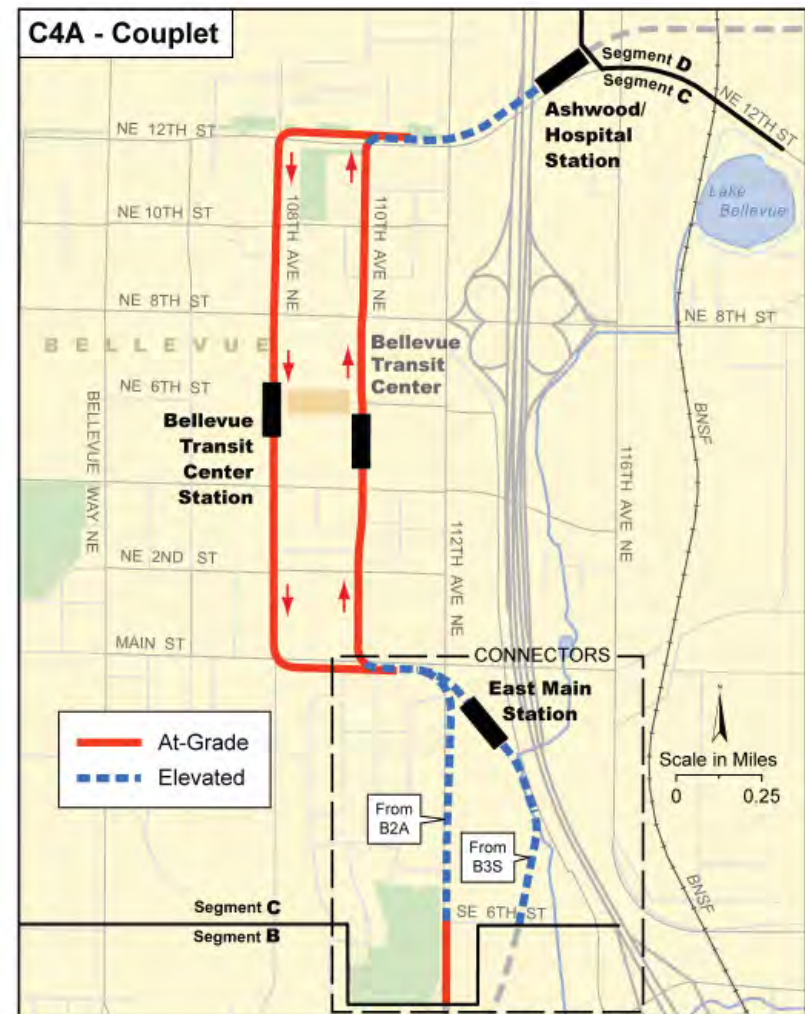 C4A - Couplet
Segment D
Segment C
NE 12TH ST
Ashwood/
Hospital
Station
NE 12TH ST
Lake
Bellevue
108TH AVE NE
110TH AVE NE
NE 10TH ST
NE 8TH ST
NE 8TH ST
BELLEVUE
Bellevue
Transit
Center
NE 6TH ST
BELLEVUE WAY NE
Bellevue
Transit
Center
Station
BNSF
116TH AVE NE
112TH AVE NE
NE 2ND ST
MAIN ST
CONNECTORS
East Main
Station
At-Grade
Elevated
N
Scale in Miles
0 0.25
From
B2A
From
B3S
BNSF
Segment C
Segment B
SE 6TH ST